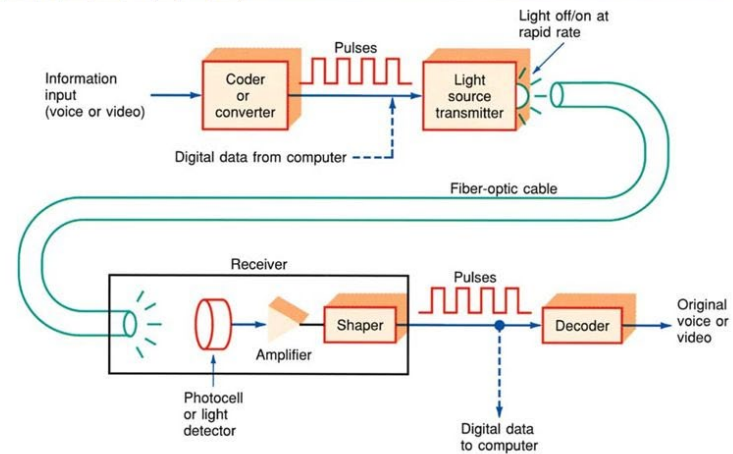 Light off/on at
rapid rate
Pulses
Information
input
(voice or video)
Coder
or
converter
Light
source
transmitter
Digital data from computer
Fiber-optic cable
Receiver
Pulses
Shaper
Decoder
Original
voice or
video
Amplifier
Photocell
or light
detector
Digital data
to computer